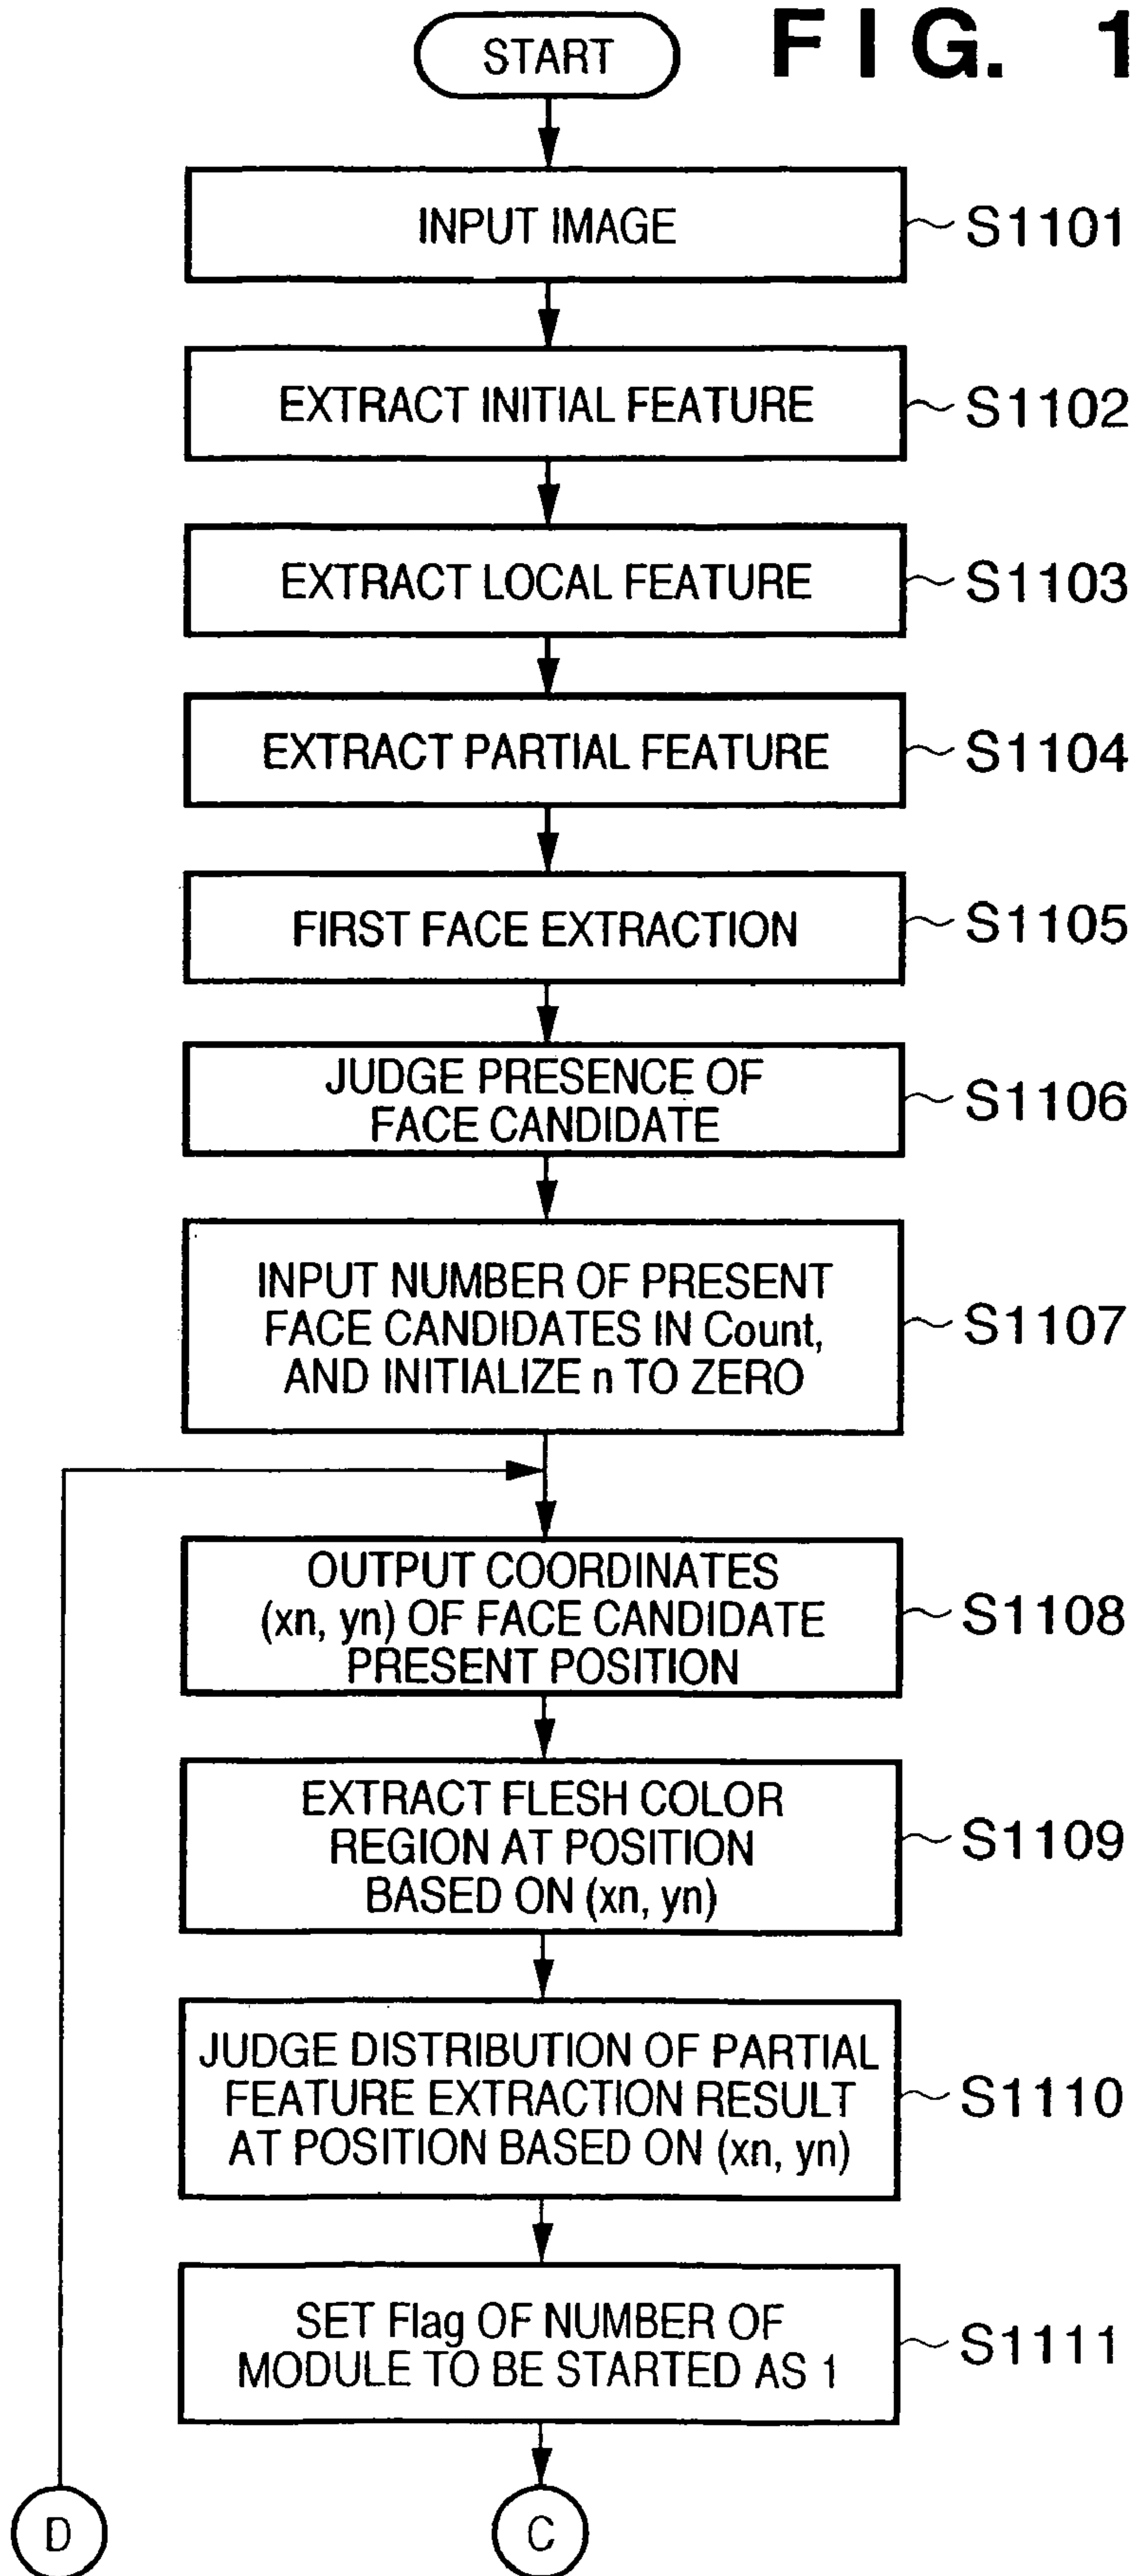 FIG. 1
START
INPUT IMAGE
S1101
EXTRACT INITIAL FEATURE
S1102
EXTRACT LOCAL FEATURE
S1103
EXTRACT PARTIAL FEATURE
S1104
FIRST FACE EXTRACTION
S1105
JUDGE PRESENCE OF
FACE CANDIDATE
S1106
INPUT NUMBER OF PRESENT
FACE CANDIDATES IN Count,
AND INITIALIZE n TO ZERO
S1107
OUTPUT COORDINATES
(xn, yn) OF FACE CANDIDATE
PRESENT POSITION
S1108
EXTRACT FLESH COLOR
REGION AT POSITION
BASED ON (xn, yn)
S1109
JUDGE DISTRIBUTION OF PARTIAL
FEATURE EXTRACTION RESULT
AT POSITION BASED ON (xn, yn)
S1110
SET Flag OF NUMBER OF
MODULE TO BE STARTED AS 1
S1111
D
C